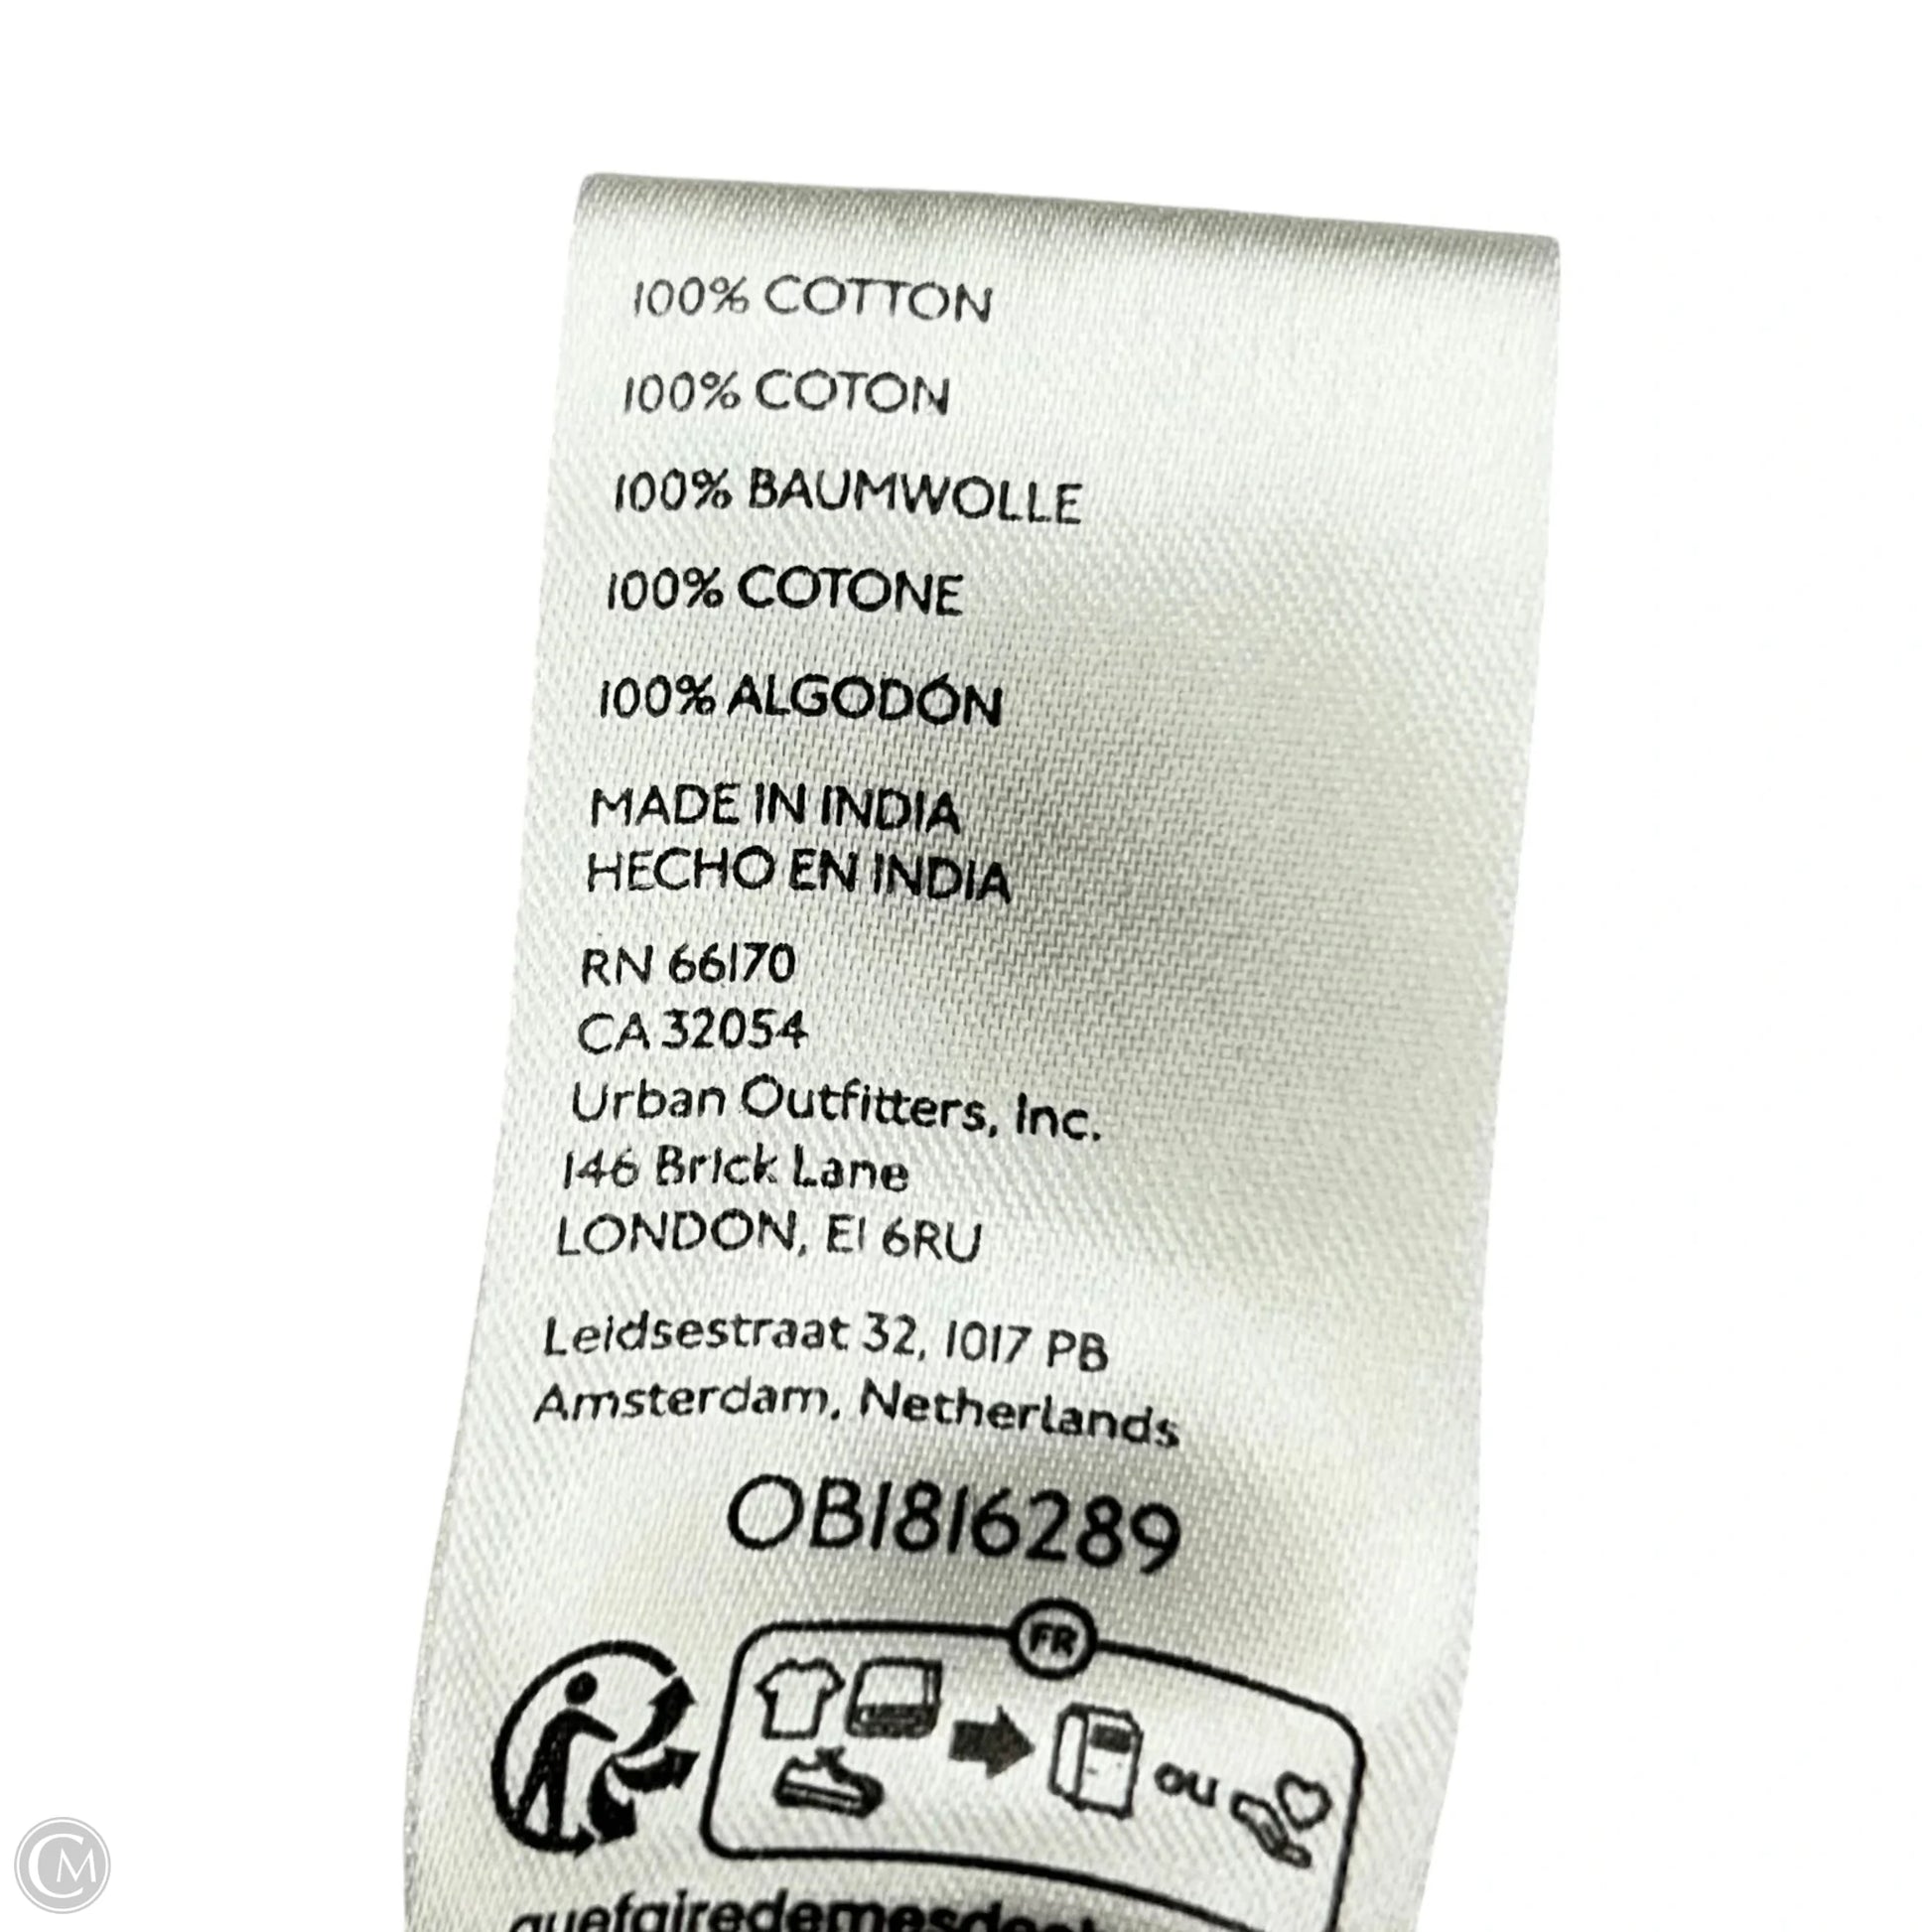 100% COTTON
100% COTON
100% BAUMWOLLE
100% COTONE
100% ALGODÓN
MADE IN INDIA
HECHO EN INDIA
RN 66170
CA 32054
Urban Outfitters, Inc.
146 Brick Lane
LONDON, E1 6RU
Leidsestraat 32, 1017 PB
Amsterdam, Netherlands
OB1816289
FR
ou
CM